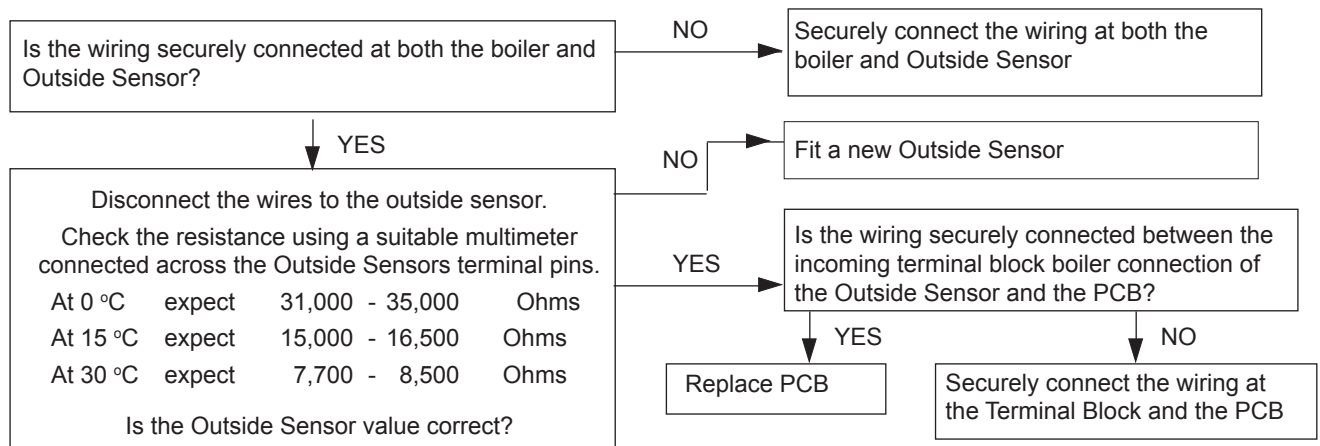 Is the wiring securely connected at both the boiler and
Outside Sensor?
NO
Securely connect the wiring at both the
boiler and Outside Sensor
YES
Disconnect the wires to the outside sensor.
Check the resistance using a suitable multimeter
connected across the Outside Sensors terminal pins.
At 0 ºC expect 31,000 - 35,000 Ohms
At 15 ºC expect 15,000 - 16,500 Ohms
At 30 ºC expect 7,700 - 8,500 Ohms
Is the Outside Sensor value correct?
NO
Fit a new Outside Sensor
YES
Is the wiring securely connected between the
incoming terminal block boiler connection of
the Outside Sensor and the PCB?
YES
Replace PCB
NO
Securely connect the wiring at
the Terminal Block and the PCB